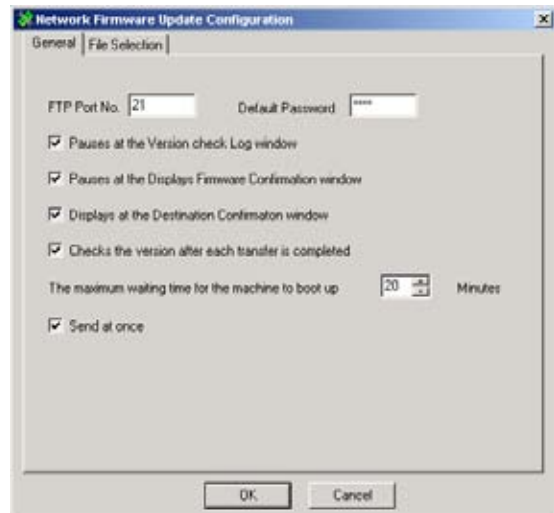 Network Firmware Update Configuration
General File Selection
FTP Port No. 21 Default Password ****
Pauses at the Version check Log window
Pauses at the Displays Firmware Confirmation window
Displays at the Destination Confirmaton window
Checks the version after each transfer is completed
The maximum waiting time for the machine to boot up 20 Minutes
Send at once
OK Cancel